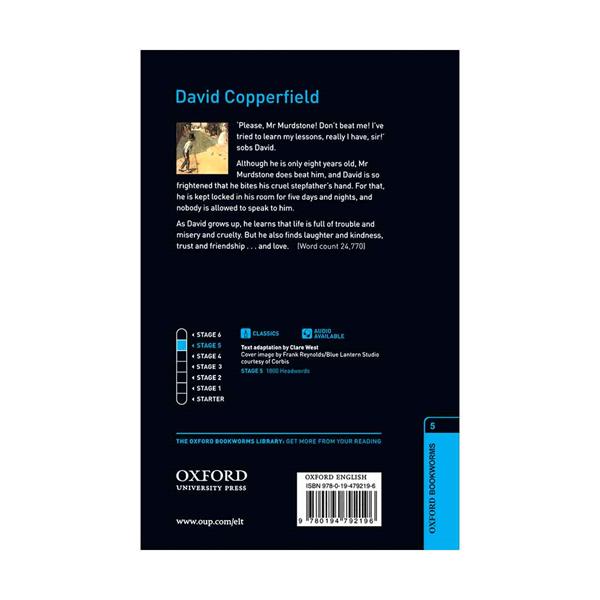 David Copperfield
‘Please, Mr Murdstone! Don’t beat me! I’ve
tried to learn my lessons, really I have, sir!’
sobs David.
Although he is only eight years old, Mr
Murdstone does beat him, and David is so
frightened that he bites his cruel stepfather’s hand. For that,
he is kept locked in his room for five days and nights, and
nobody is allowed to speak to him.
As David grows up, he learns that life is full of trouble and
misery and cruelty. But he also finds laughter and kindness,
trust and friendship . . . and love. (Word count 24,770)
STAGE 6
STAGE 5
STAGE 4
STAGE 3
STAGE 2
STAGE 1
STARTER
CLASSICS
AUDIO
AVAILABLE
Text adaptation by Clare West
Cover image by Frank Reynolds/Blue Lantern Studio
courtesy of Corbis
STAGE 5 1800 Headwords
5
OXFORD BOOKWORMS
THE OXFORD BOOKWORMS LIBRARY: GET MORE FROM YOUR READING
OXFORD
UNIVERSITY PRESS
www.oup.com/elt
OXFORD ENGLISH
ISBN 978-0-19-479219-6
9 780194 792196